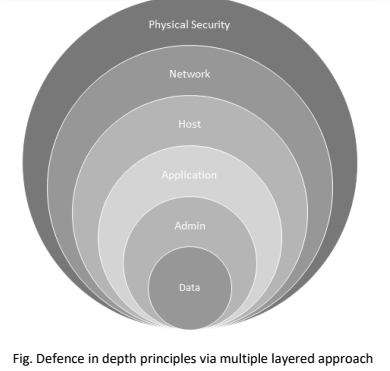 Physical Security
Network
Host
Application
Admin
Data
Fig. Defence in depth principles via multiple layered approach